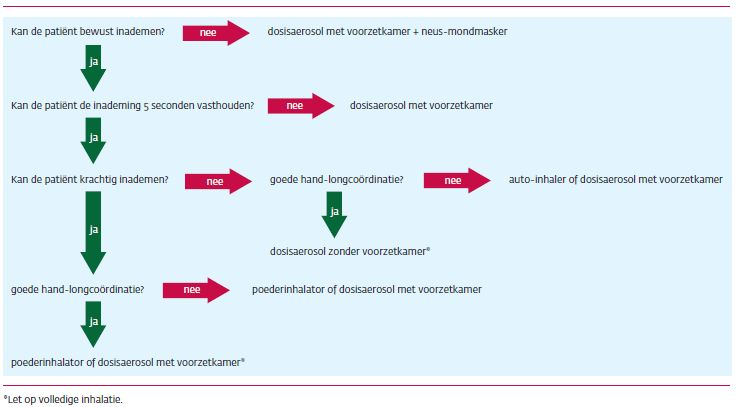 Kan de patiënt bewust inademen?
nee
dosisaerosol met voorzetkamer + neus-mondmasker
ja
Kan de patiënt de inademing 5 seconden vasthouden?
nee
dosisaerosol met voorzetkamer
ja
Kan de patiënt krachtig inademen?
nee
goede hand-longcoördinatie?
nee
auto-inhaler of dosisaerosol met voorzetkamer
ja
ja
dosisaerosol zonder voorzetkamer*
goede hand-longcoördinatie?
nee
poederinhalator of dosisaerosol met voorzetkamer
ja
poederinhalator of dosisaerosol met voorzetkamer*
*Let op volledige inhalatie.